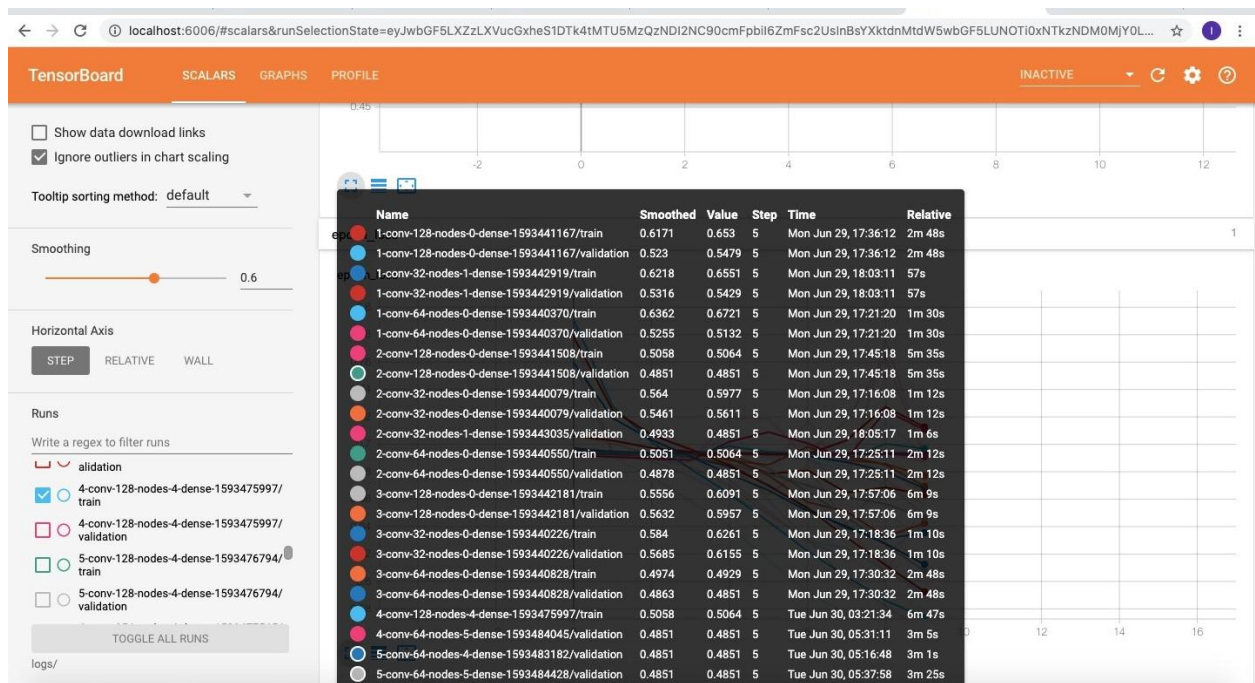 localhost:6006/#scalars&runSelectionState=eyJwbGF5LXZzLXVucGxheS1DTk4tMTU5MzQzNDI2NC90cmFpbiI6ZmFsc2UsInBsYXktdnMtdW5wbGF5LUNOTi0xNTkzNDM0MjY0L...
I
TensorBoard SCALARS GRAPHS PROFILE INACTIVE
0.45
Show data download links
Ignore outliers in chart scaling
-2 0 2 4 6 8 10 12
Tooltip sorting method: default
Name Smoothed Value Step Time Relative
1-conv-128-nodes-0-dense-1593441167/train 0.6171 0.653 5 Mon Jun 29, 17:36:12 2m 48s
1
1-conv-128-nodes-0-dense-1593441167/validation 0.523 0.5479 5 Mon Jun 29, 17:36:12 2m 48s
Smoothing
1-conv-32-nodes-1-dense-1593442919/train 0.6218 0.6551 5 Mon Jun 29, 18:03:11 57s
0.6
1-conv-32-nodes-1-dense-1593442919/validation 0.5316 0.5429 5 Mon Jun 29, 18:03:11 57s
1-conv-64-nodes-0-dense-1593440370/train 0.6362 0.6721 5 Mon Jun 29, 17:21:20 1m 30s
Horizontal Axis
1-conv-64-nodes-0-dense-1593440370/validation 0.5255 0.5132 5 Mon Jun 29, 17:21:20 1m 30s
2-conv-128-nodes-0-dense-1593441508/train 0.5058 0.5064 5 Mon Jun 29, 17:45:18 5m 35s
STEP RELATIVE WALL
2-conv-128-nodes-0-dense-1593441508/validation 0.4851 0.4851 5 Mon Jun 29, 17:45:18 5m 35s
2-conv-32-nodes-0-dense-1593440079/train 0.564 0.5977 5 Mon Jun 29, 17:16:08 1m 12s
Runs
2-conv-32-nodes-0-dense-1593440079/validation 0.5461 0.5611 5 Mon Jun 29, 17:16:08 1m 12s
2-conv-32-nodes-1-dense-1593443035/validation 0.4933 0.4851 5 Mon Jun 29, 18:05:17 1m 6s
Write a regex to filter runs
2-conv-64-nodes-0-dense-1593440550/train 0.5051 0.5064 5 Mon Jun 29, 17:25:11 2m 12s
alidation
2-conv-64-nodes-0-dense-1593440550/validation 0.4878 0.4851 5 Mon Jun 29, 17:25:11 2m 12s
4-conv-128-nodes-4-dense-1593475997/
train
3-conv-128-nodes-0-dense-1593442181/train 0.5556 0.6091 5 Mon Jun 29, 17:57:06 6m 9s
3-conv-128-nodes-0-dense-1593442181/validation 0.5632 0.5957 5 Mon Jun 29, 17:57:06 6m 9s
4-conv-128-nodes-4-dense-1593475997/
validation
3-conv-32-nodes-0-dense-1593440226/train 0.584 0.6261 5 Mon Jun 29, 17:18:36 1m 10s
3-conv-32-nodes-0-dense-1593440226/validation 0.5685 0.6155 5 Mon Jun 29, 17:18:36 1m 10s
5-conv-128-nodes-4-dense-1593476794/
train
3-conv-64-nodes-0-dense-1593440828/train 0.4974 0.4929 5 Mon Jun 29, 17:30:32 2m 48s
5-conv-128-nodes-4-dense-1593476794/
validation
3-conv-64-nodes-0-dense-1593440828/validation 0.4863 0.4851 5 Mon Jun 29, 17:30:32 2m 48s
4-conv-128-nodes-4-dense-1593475997/train 0.5058 0.5064 5 Tue Jun 30, 03:21:34 6m 47s
TOGGLE ALL RUNS
4-conv-64-nodes-5-dense-1593484045/validation 0.4851 0.4851 5 Tue Jun 30, 05:31:11 3m 5s
12 14 16
5-conv-64-nodes-4-dense-1593483182/validation 0.4851 0.4851 5 Tue Jun 30, 05:16:48 3m 1s
logs/
5-conv-64-nodes-5-dense-1593484428/validation 0.4851 0.4851 5 Tue Jun 30, 05:37:58 3m 25s